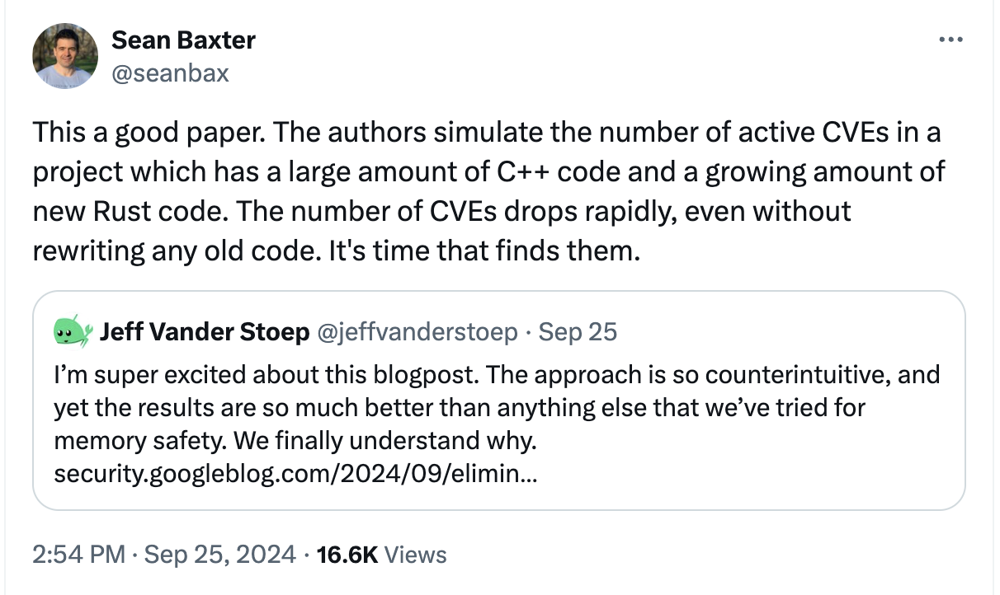 Sean Baxter
@seanbax
This a good paper. The authors simulate the number of active CVEs in a
project which has a large amount of C++ code and a growing amount of
new Rust code. The number of CVEs drops rapidly, even without
rewriting any old code. It's time that finds them.
Jeff Vander Stoep @jeffvanderstoep · Sep 25
I’m super excited about this blogpost. The approach is so counterintuitive, and
yet the results are so much better than anything else that we’ve tried for
memory safety. We finally understand why.
security.googleblog.com/2024/09/elimin…
2:54 PM · Sep 25, 2024 · 16.6K Views